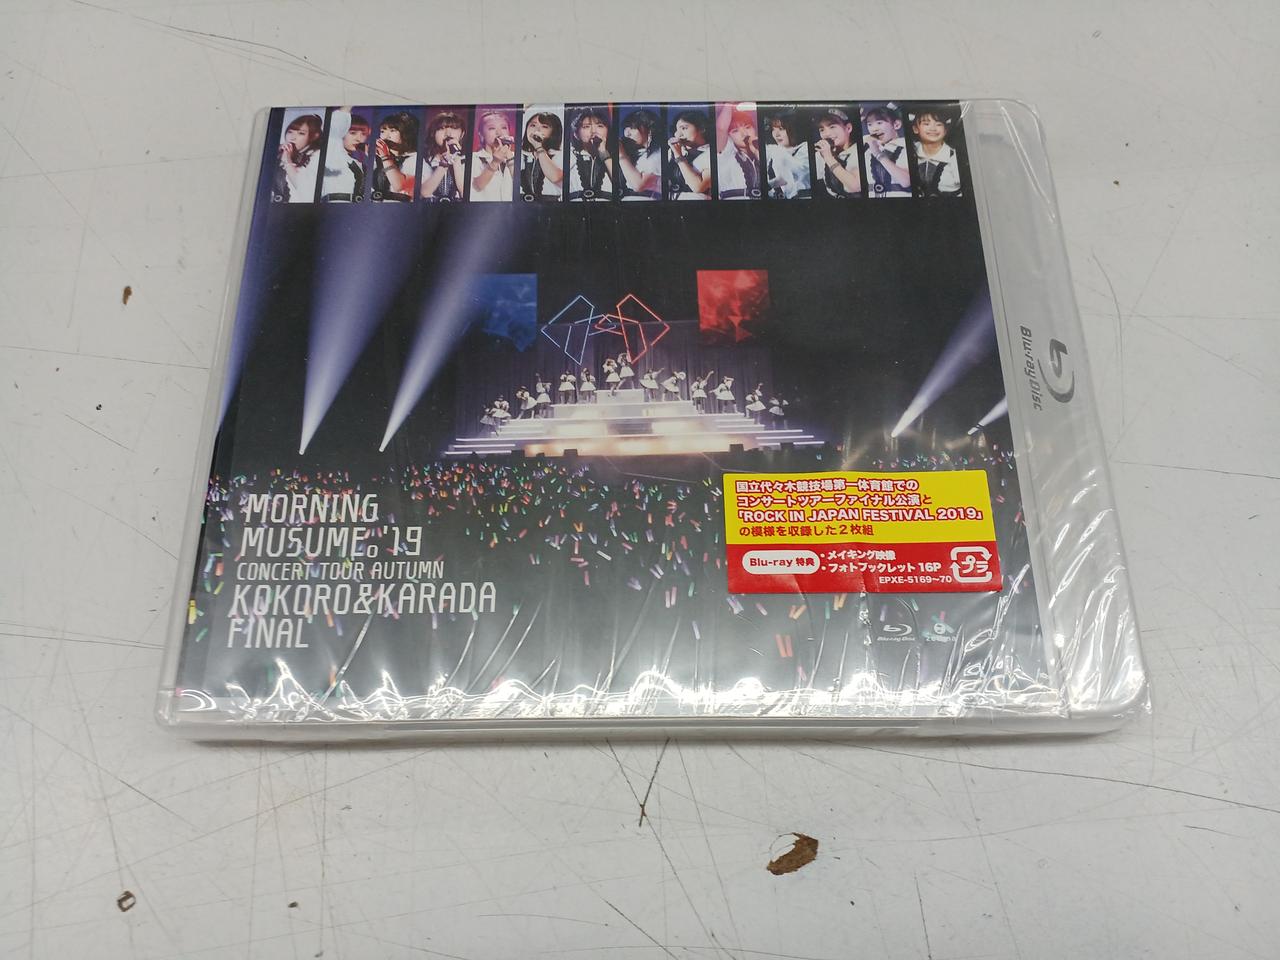 MORNING
MUSUME。'19
CONCERT TOUR AUTUMN
KOKORO&KARADA
FINAL
国立代々木競技場第一体育館での
コンサートツアーファイナル公演と
「ROCK IN JAPAN FESTIVAL 2019」
の模様を収録した2枚組
Blu-ray 特典
・メイキング映像
・フォトブックレット 16P
EPXE-5169〜70
プラ
Blu-ray Disc
zetima
Blu-ray Disc